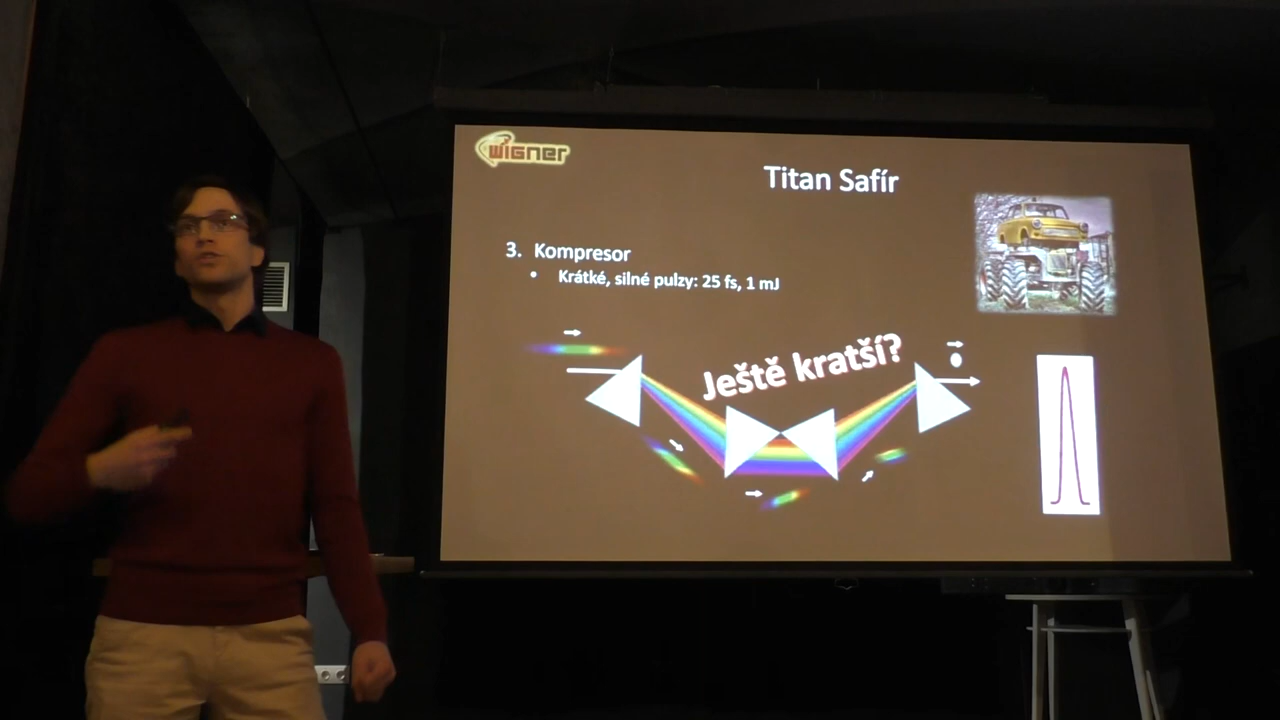 wigner
Titan Safír
3. Kompresor
• Krátké, silné pulzy: 25 fs, 1 mJ
Ještě kratší?